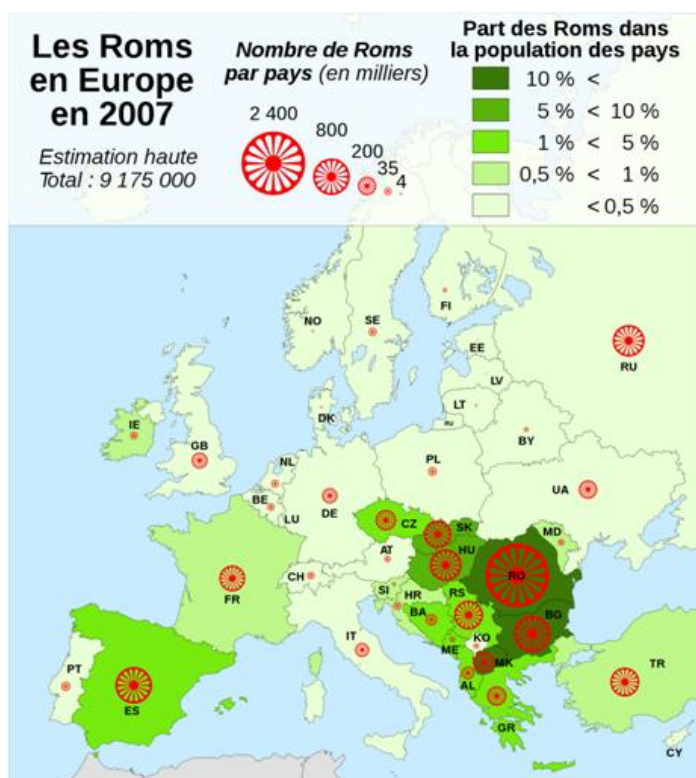 Les Roms
en Europe
en 2007
Estimation haute
Total : 9 175 000
Nombre de Roms
par pays (en milliers)
2 400
800
200
35
4
Part des Roms dans
la population des pays
10 % <
5 % < 10 %
1 % < 5 %
0,5 % < 1 %
< 0,5 %
FI
NO
SE
EE
RU
LV
LT
DK
RU
IE
GB
BY
NL
PL
BE
DE
UA
LU
CZ
SK
MD
AT
HU
CH
RO
FR
SI
HR
RS
BA
BG
IT
ME
KO
PT
MK
TR
AL
ES
GR
CY